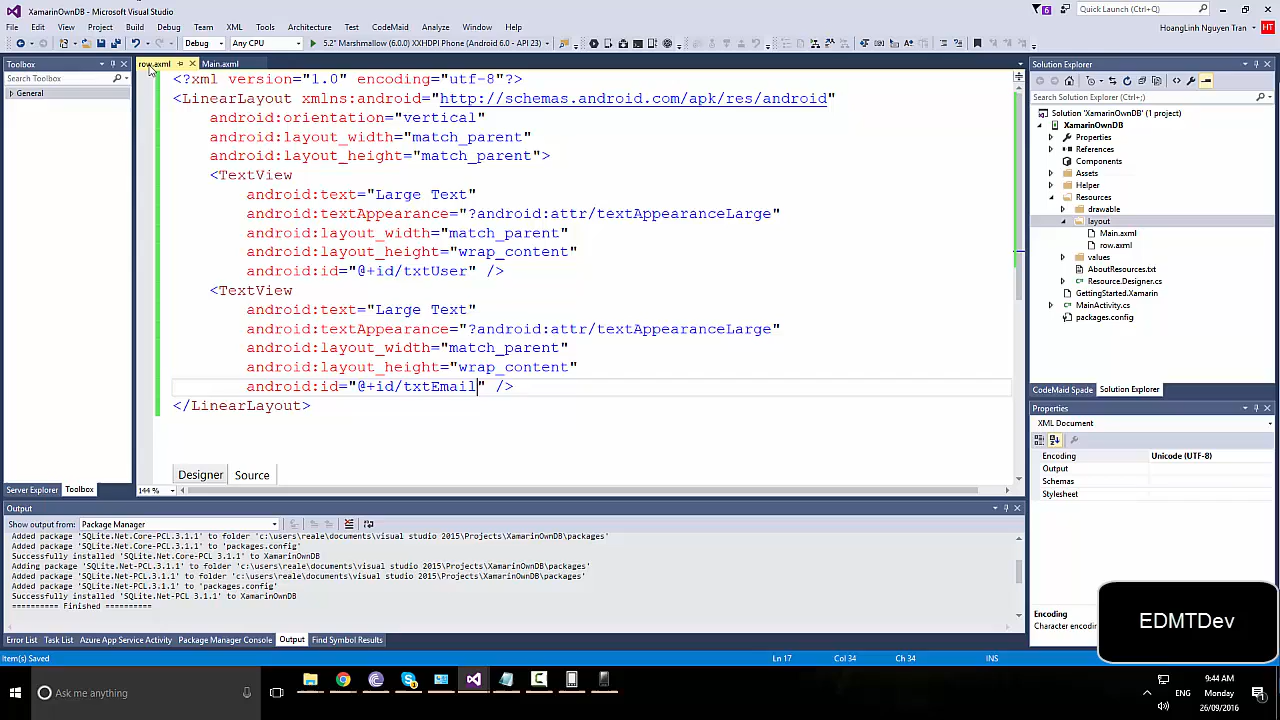 XamarinOwnDB - Microsoft Visual Studio
6
Quick Launch (Ctrl+Q)
File Edit View Project Build Debug Team XML Tools Architecture Test CodeMaid Analyze Window Help
HoangLinh Nguyen Tran
Debug Any CPU 5.2" Marshmallow (6.0.0) XXHDPI Phone (Android 6.0 - API 23)
Toolbox
row.axml
Main.axml
Solution Explorer
Search Toolbox
General
<?xml version="1.0" encoding="utf-8"?>
<LinearLayout xmlns:android="http://schemas.android.com/apk/res/android"
android:orientation="vertical"
android:layout_width="match_parent"
android:layout_height="match_parent">
<TextView
android:text="Large Text"
android:textAppearance="?android:attr/textAppearanceLarge"
android:layout_width="match_parent"
android:layout_height="wrap_content"
android:id="@+id/txtUser" />
<TextView
android:text="Large Text"
android:textAppearance="?android:attr/textAppearanceLarge"
android:layout_width="match_parent"
android:layout_height="wrap_content"
android:id="@+id/txtEmail" />
</LinearLayout>
Search Solution Explorer (Ctrl+;)
Solution 'XamarinOwnDB' (1 project)
XamarinOwnDB
Properties
References
Components
Assets
Helper
Resources
drawable
layout
Main.axml
row.axml
values
AboutResources.txt
Resource.Designer.cs
GettingStarted.Xamarin
MainActivity.cs
packages.config
CodeMaid Spade Solution Explorer
Properties
XML Document
Encoding Unicode (UTF-8)
Output
Schemas
Stylesheet
Encoding
Character encoding
Designer Source
Server Explorer Toolbox
144 %
Output
Show output from: Package Manager
Added package 'SQLite.Net.Core-PCL.3.1.1' to folder 'c:\users\reale\documents\visual studio 2015\Projects\XamarinOwnDB\packages'
Added package 'SQLite.Net.Core-PCL.3.1.1' to 'packages.config'
Successfully installed 'SQLite.Net.Core-PCL 3.1.1' to XamarinOwnDB
Adding package 'SQLite.Net-PCL.3.1.1' to folder 'c:\users\reale\documents\visual studio 2015\Projects\XamarinOwnDB\packages'
Added package 'SQLite.Net-PCL.3.1.1' to folder 'c:\users\reale\documents\visual studio 2015\Projects\XamarinOwnDB\packages'
Added package 'SQLite.Net-PCL.3.1.1' to 'packages.config'
Successfully installed 'SQLite.Net-PCL 3.1.1' to XamarinOwnDB
========== Finished ==========
EDMTDev
Error List Task List Azure App Service Activity Package Manager Console Output Find Symbol Results
Item(s) Saved Ln 17 Col 34 Ch 34 INS
Ask me anything
ENG
9:44 AM
Monday
26/09/2016
1